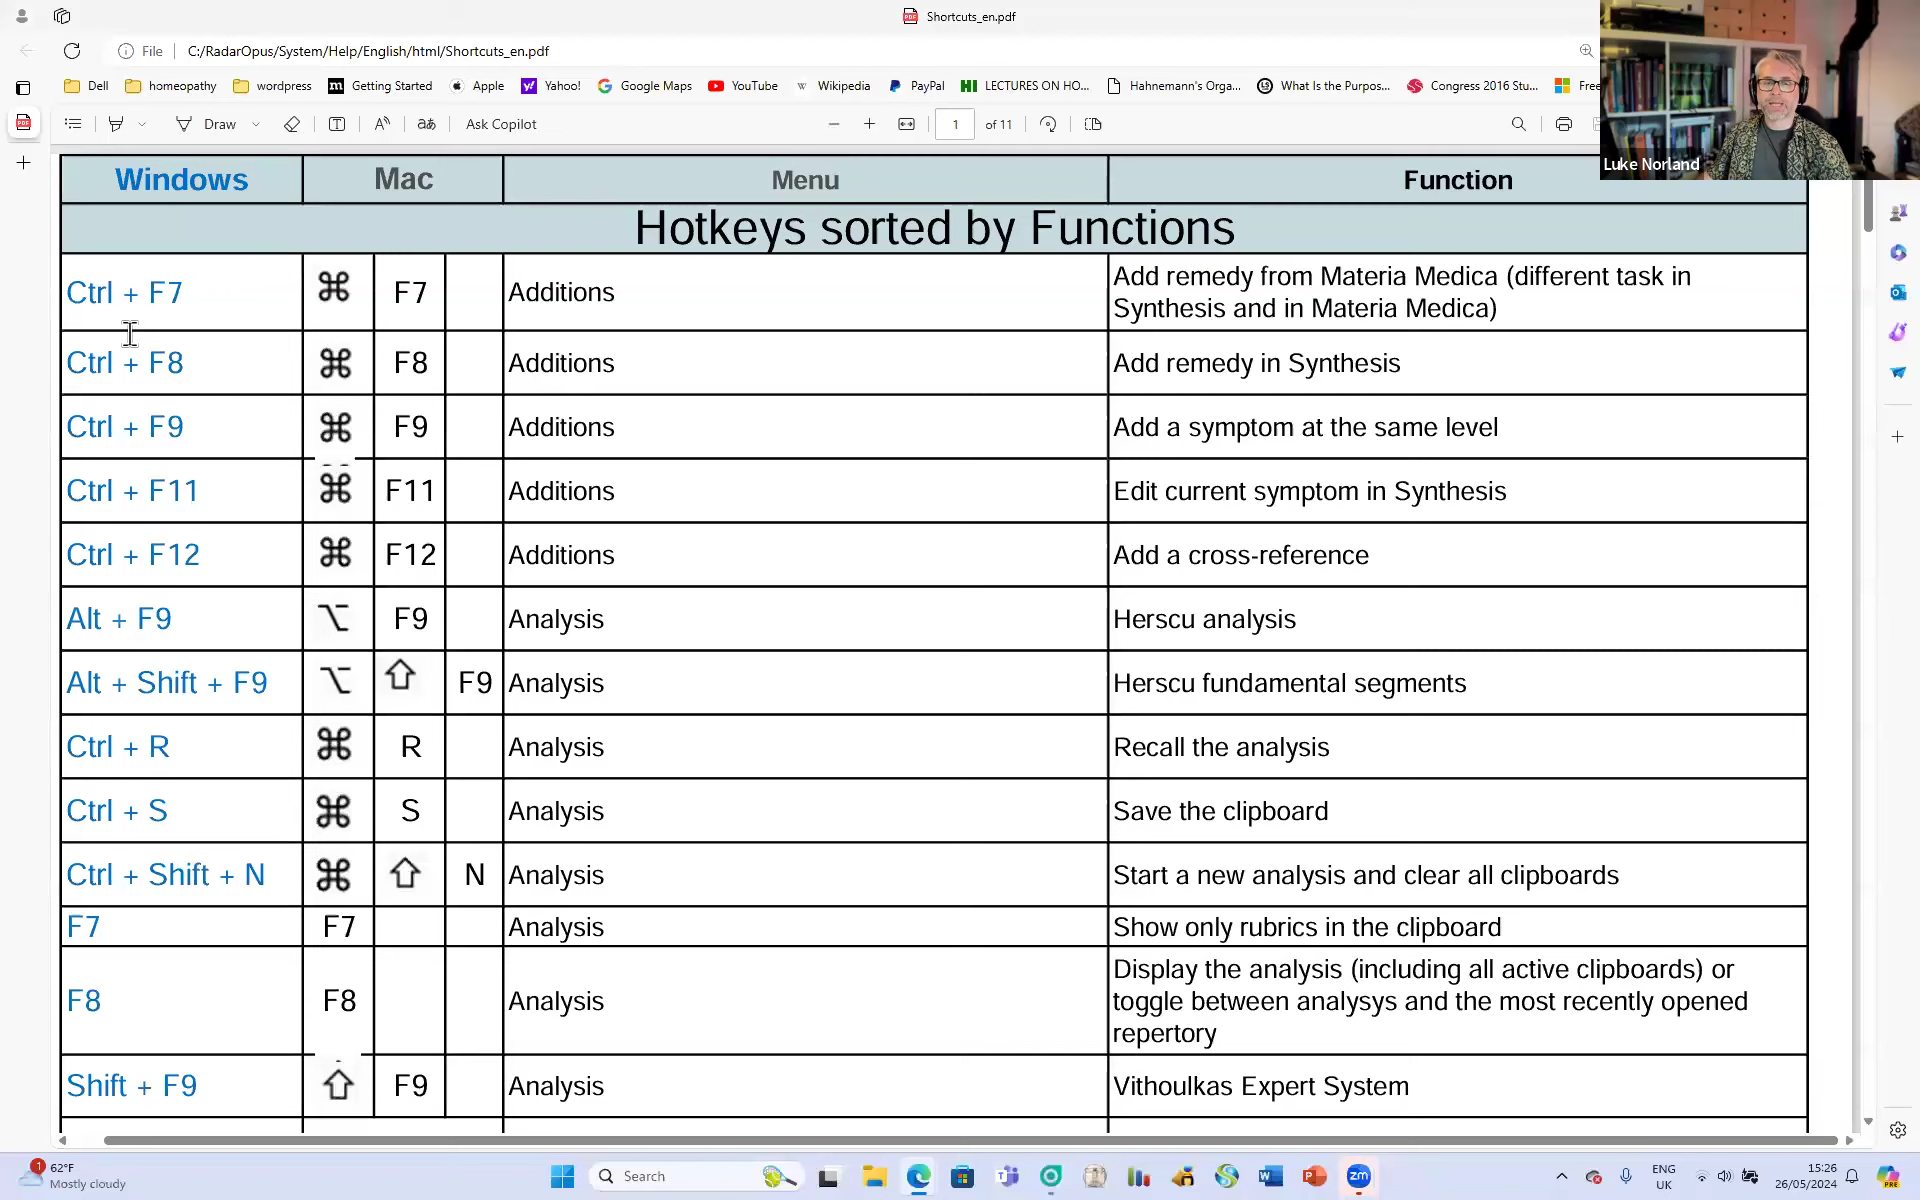 Shortcuts_en.pdf
File
C:/RadarOpus/System/Help/English/html/Shortcuts_en.pdf
Dell homeopathy wordpress Getting Started Apple Yahoo! Google Maps YouTube Wikipedia PayPal LECTURES ON HO... Hahnemann's Orga... What Is the Purpos... Congress 2016 Stu... Free
Draw Ask Copilot 1 of 11
Luke Norland
Windows Mac Menu Function
Hotkeys sorted by Functions
Ctrl + F7 ⌘ F7 Additions Add remedy from Materia Medica (different task in
Synthesis and in Materia Medica)
Ctrl + F8 ⌘ F8 Additions Add remedy in Synthesis
Ctrl + F9 ⌘ F9 Additions Add a symptom at the same level
Ctrl + F11 ⌘ F11 Additions Edit current symptom in Synthesis
Ctrl + F12 ⌘ F12 Additions Add a cross-reference
Alt + F9 ⌥ F9 Analysis Herscu analysis
Alt + Shift + F9 ⌥ ⇧ F9 Analysis Herscu fundamental segments
Ctrl + R ⌘ R Analysis Recall the analysis
Ctrl + S ⌘ S Analysis Save the clipboard
Ctrl + Shift + N ⌘ ⇧ N Analysis Start a new analysis and clear all clipboards
F7 F7 Analysis Show only rubrics in the clipboard
F8 F8 Analysis Display the analysis (including all active clipboards) or
toggle between analysys and the most recently opened
repertory
Shift + F9 ⇧ F9 Analysis Vithoulkas Expert System
1 62°F
Mostly cloudy
Search
zm
ENG
UK
15:26
26/05/2024
PRE